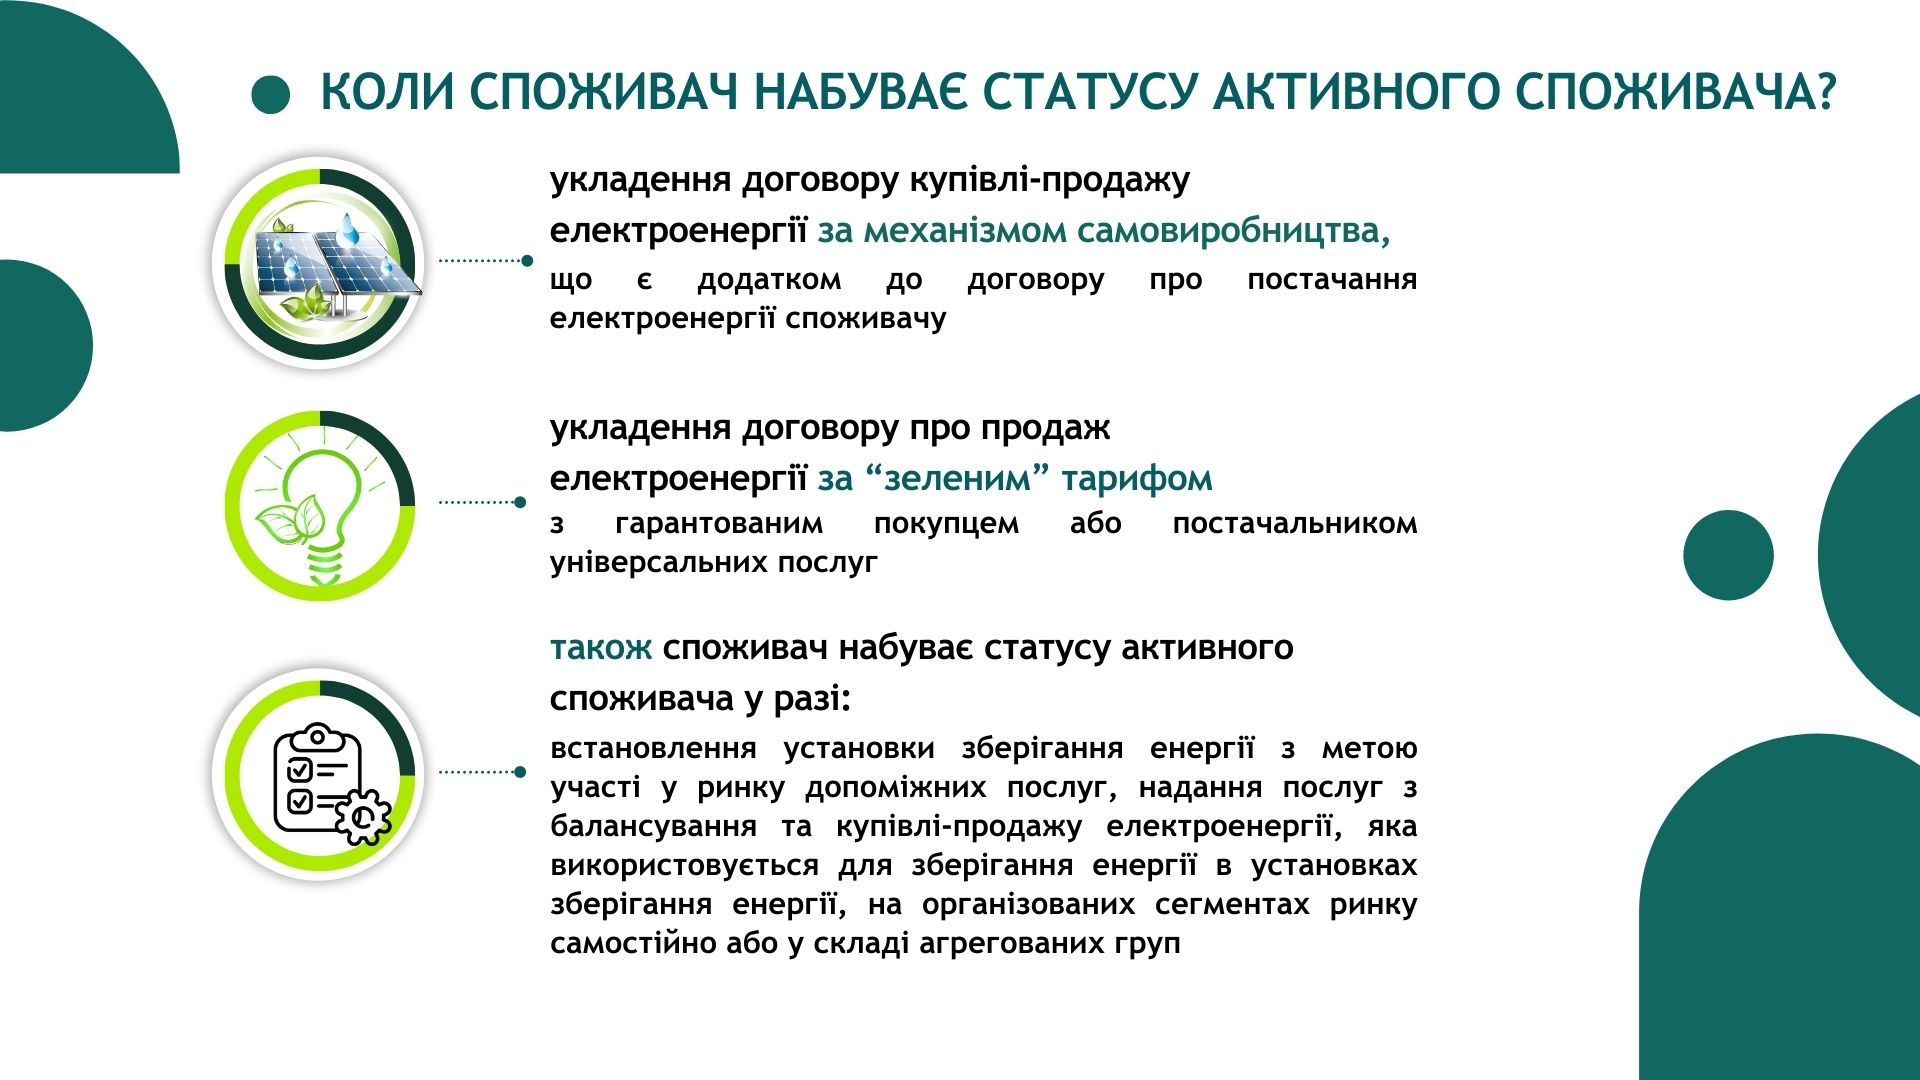 КОЛИ СПОЖИВАЧ НАБУВАЄ СТАТУСУ АКТИВНОГО СПОЖИВАЧА?
укладення договору купівлі-продажу
електроенергії за механізмом самовиробництва,
що є додатком до договору про постачання
електроенергії споживачу
укладення договору про продаж
електроенергії за “зеленим” тарифом
з гарантованим покупцем або постачальником
універсальних послуг
також споживач набуває статусу активного
споживача у разі:
встановлення установки зберігання енергії з метою
участі у ринку допоміжних послуг, надання послуг з
балансування та купівлі-продажу електроенергії, яка
використовується для зберігання енергії в установках
зберігання енергії, на організованих сегментах ринку
самостійно або у складі агрегованих груп